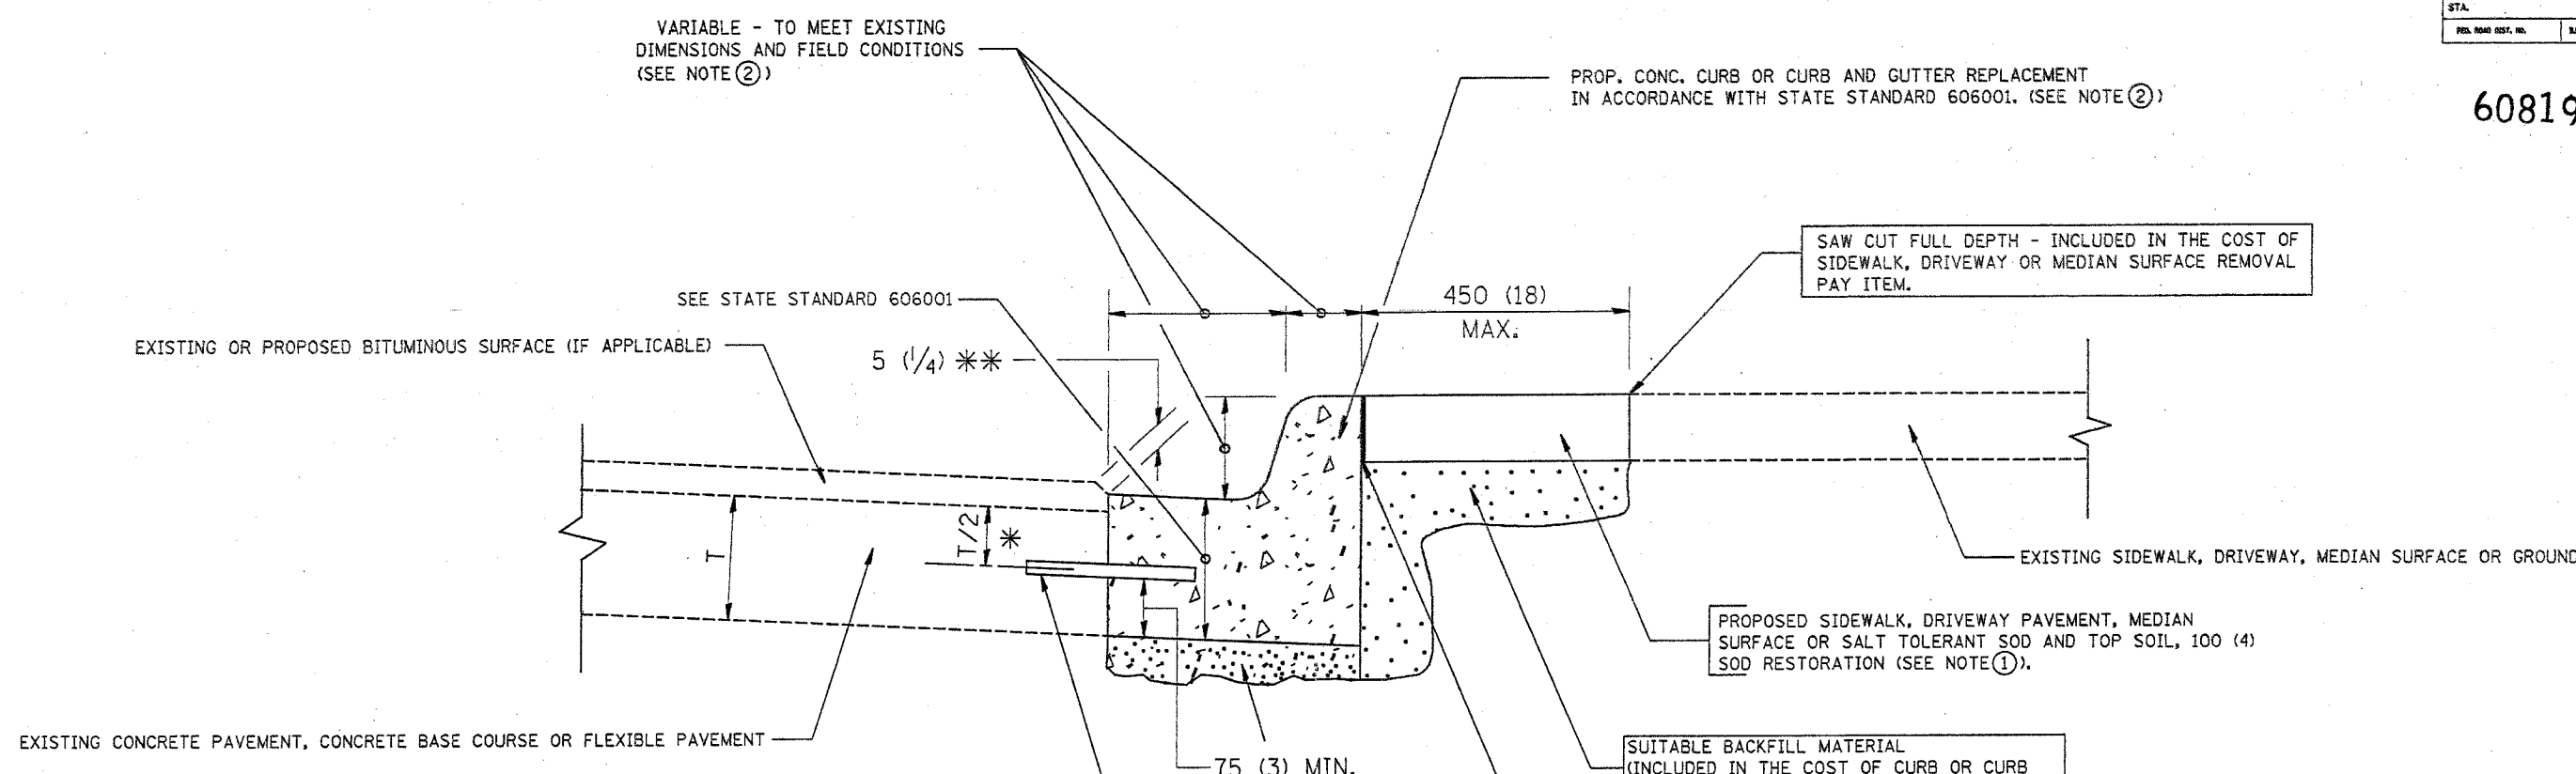 STA.
FED. ROAD DIST. NO.
60819
VARIABLE - TO MEET EXISTING
DIMENSIONS AND FIELD CONDITIONS
(SEE NOTE ②)
PROP. CONC. CURB OR CURB AND GUTTER REPLACEMENT
IN ACCORDANCE WITH STATE STANDARD 606001. (SEE NOTE ②)
SAW CUT FULL DEPTH - INCLUDED IN THE COST OF
SIDEWALK, DRIVEWAY OR MEDIAN SURFACE REMOVAL
PAY ITEM.
SEE STATE STANDARD 606001
450 (18)
MAX.
EXISTING OR PROPOSED BITUMINOUS SURFACE (IF APPLICABLE)
5 (1/4) **
T
T/2
*
EXISTING SIDEWALK, DRIVEWAY, MEDIAN SURFACE OR GROUND
PROPOSED SIDEWALK, DRIVEWAY PAVEMENT, MEDIAN
SURFACE OR SALT TOLERANT SOD AND TOP SOIL, 100 (4)
SOD RESTORATION (SEE NOTE ①).
EXISTING CONCRETE PAVEMENT, CONCRETE BASE COURSE OR FLEXIBLE PAVEMENT
75 (3) MIN.
SUITABLE BACKFILL MATERIAL
(INCLUDED IN THE COST OF CURB OR CURB